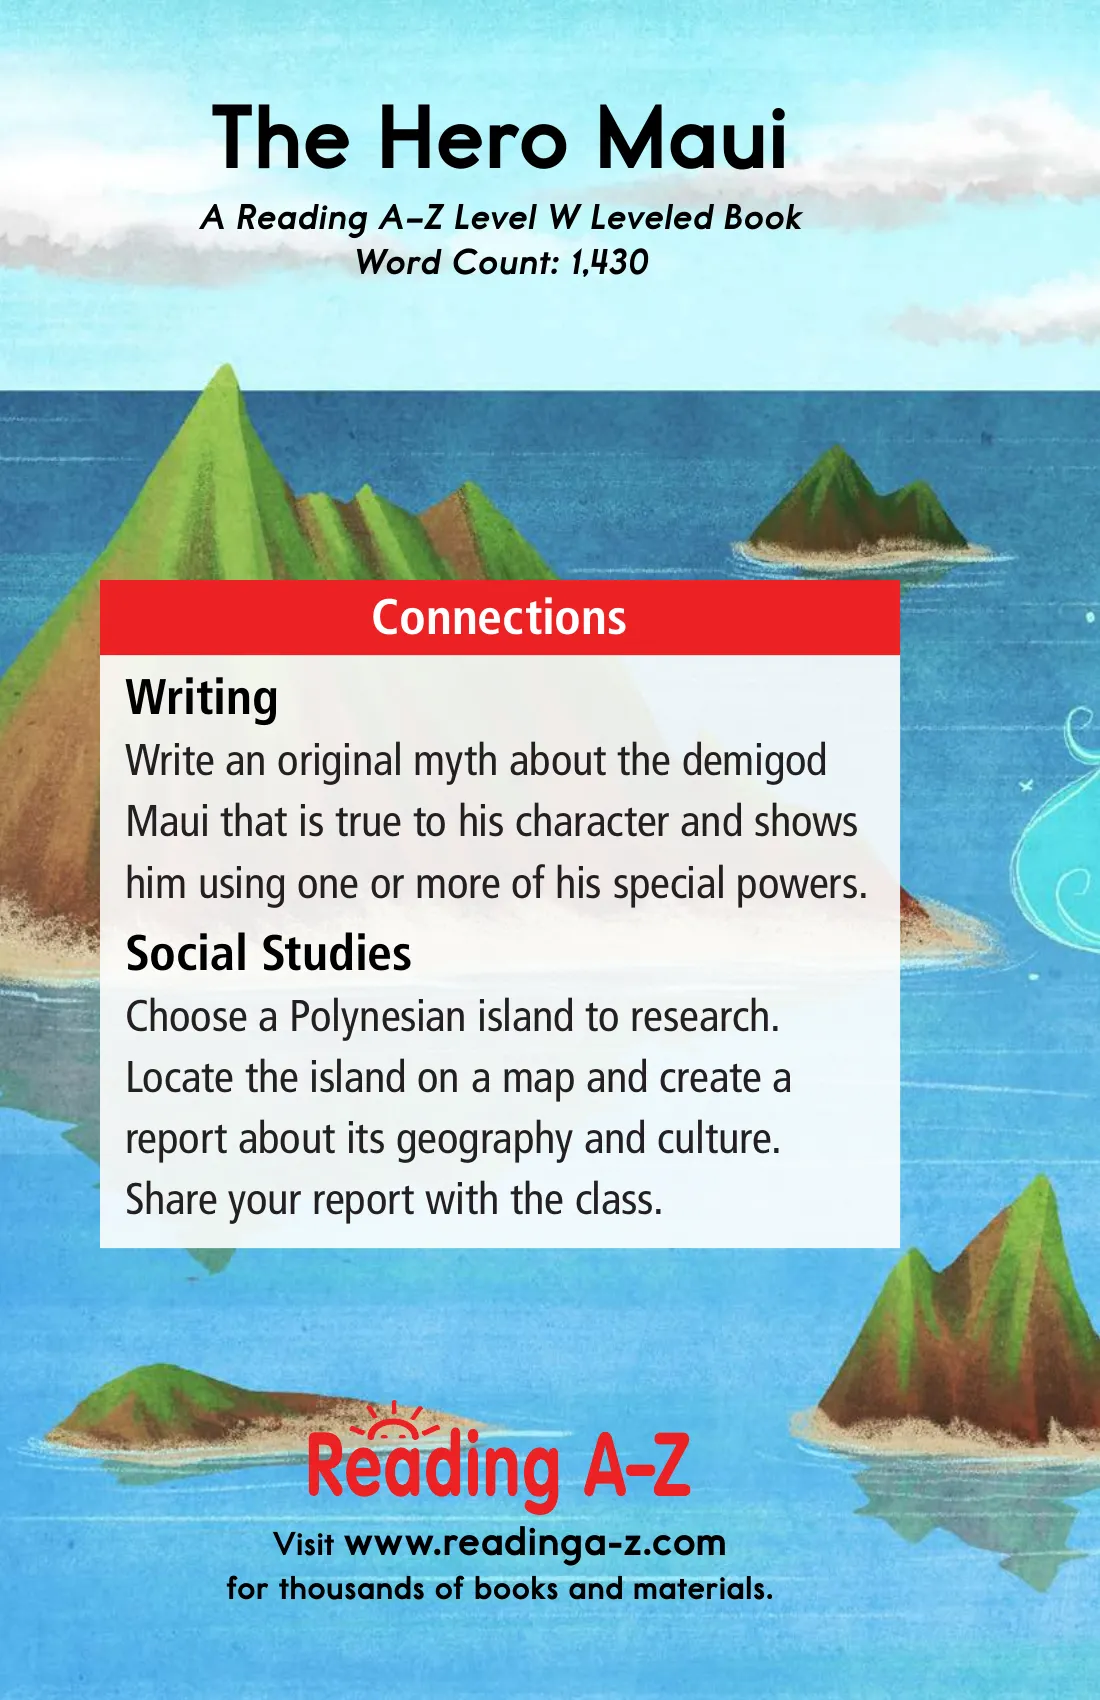 The Hero Maui
A Reading A–Z Level W Leveled Book
Word Count: 1,430
Connections
Writing
Write an original myth about the demigod
Maui that is true to his character and shows
him using one or more of his special powers.
Social Studies
Choose a Polynesian island to research.
Locate the island on a map and create a
report about its geography and culture.
Share your report with the class.
Reading A–Z
Visit www.readinga-z.com
for thousands of books and materials.